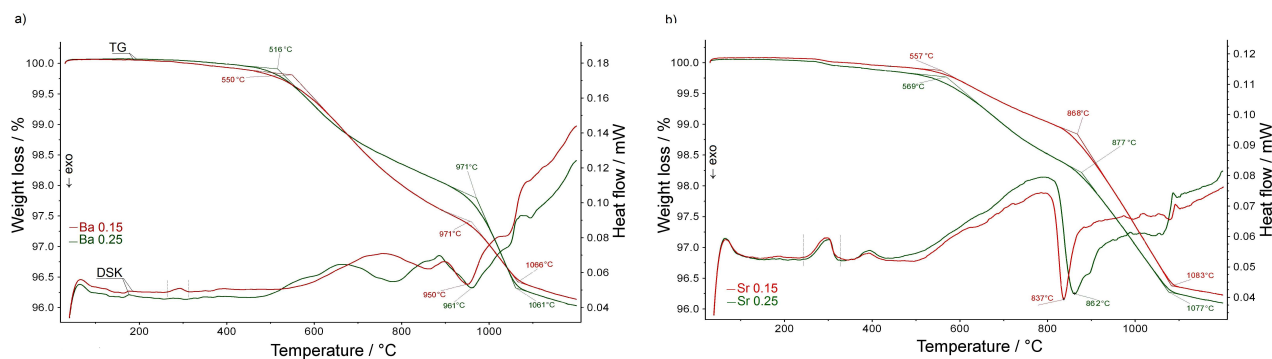 a)
TG
516°C
550°C
971°C
971°C
1066°C
1061°C
950°C
961°C
← exo
Ba 0.15
Ba 0.25
DSK
Weight loss / %
100.0
99.5
99.0
98.5
98.0
97.5
97.0
96.5
96.0
Heat flow / mW
0.18
0.16
0.14
0.12
0.10
0.08
0.06
0.04
200
400
600
800
1000
Temperature / °C
b)
557°C
569°C
868°C
877°C
1083°C
1077°C
837°C
862°C
← exo
Sr 0.15
Sr 0.25
Weight loss / %
100.0
99.5
99.0
98.5
98.0
97.5
97.0
96.5
96.0
Heat flow / mW
0.12
0.11
0.10
0.09
0.08
0.07
0.06
0.05
0.04
200
400
600
800
1000
Temperature / °C